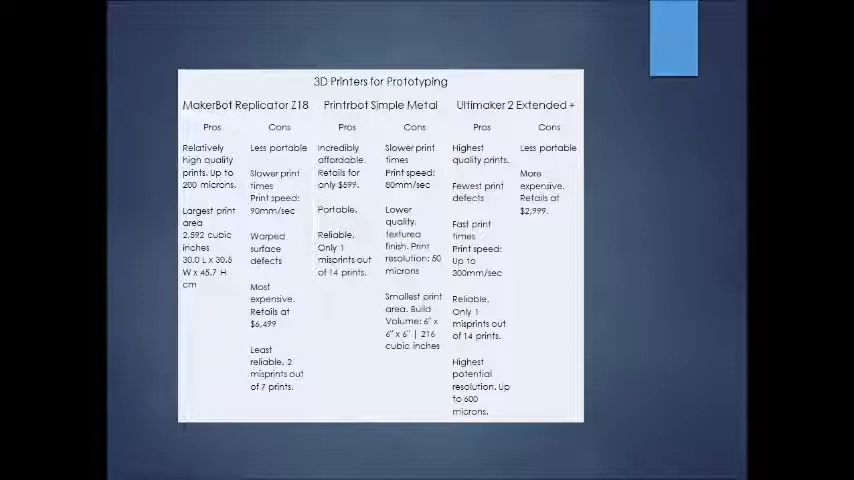 3D Printers for Prototyping
MakerBot Replicator Z18
Printrbot Simple Metal
Ultimaker 2 Extended +
Pros
Cons
Pros
Cons
Pros
Cons
Relatively
high quality
prints. Up to
200 microns.
Largest print
area
2,592 cubic
inches
30.0 L x 30.5
W x 45.7 H
cm
Less portable
Slower print
times
Print speed:
90mm/sec
Warped
surface
defects
Most
expensive.
Retails at
$6,499
Least
reliable. 2
misprints out
of 7 prints.
Incredibly
affordable.
Retails for
only $599.
Portable.
Reliable.
Only 1
misprints out
of 14 prints.
Slower print
times
Print speed:
80mm/sec
Lower
quality,
textured
finish. Print
resolution: 50
microns
Smallest print
area. Build
Volume: 6" x
6" x 6" | 216
cubic inches
Highest
quality prints.
Fewest print
defects
Fast print
times
Print speed:
Up to
300mm/sec
Reliable.
Only 1
misprints out
of 14 prints.
Highest
potential
resolution. Up
to 600
microns.
Less portable
More
expensive.
Retails at
$2,999.